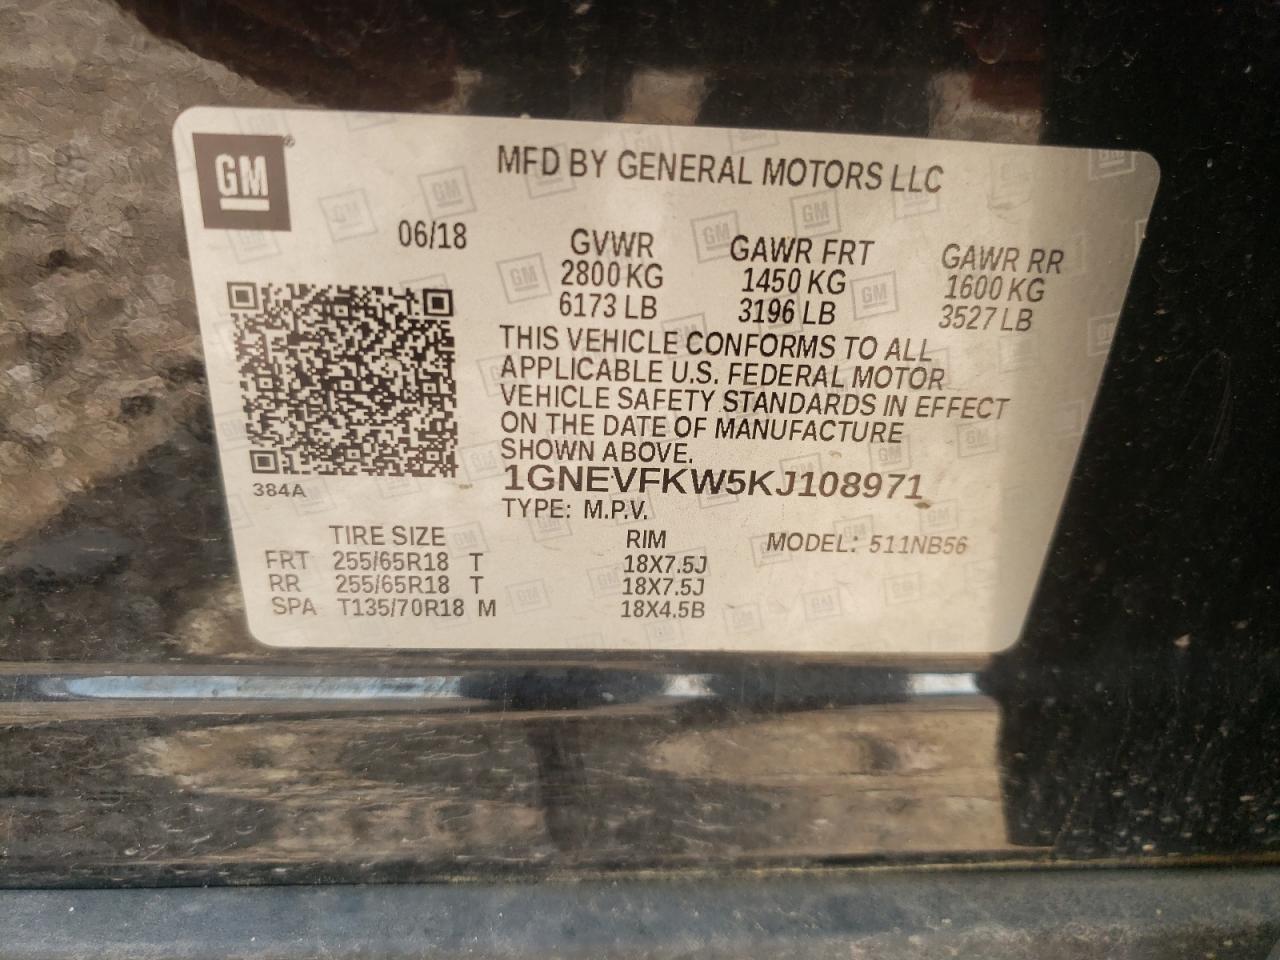 GM®
MFD BY GENERAL MOTORS LLC
06/18
GVWR GAWR FRT GAWR RR
2800 KG 1450 KG 1600 KG
6173 LB 3196 LB 3527 LB
THIS VEHICLE CONFORMS TO ALL
APPLICABLE U.S. FEDERAL MOTOR
VEHICLE SAFETY STANDARDS IN EFFECT
ON THE DATE OF MANUFACTURE
SHOWN ABOVE.
1GNEVFKW5KJ108971
384A
TYPE: M.P.V.
TIRE SIZE RIM MODEL: 511NB56
FRT 255/65R18 T 18X7.5J
RR 255/65R18 T 18X7.5J
SPA T135/70R18 M 18X4.5B